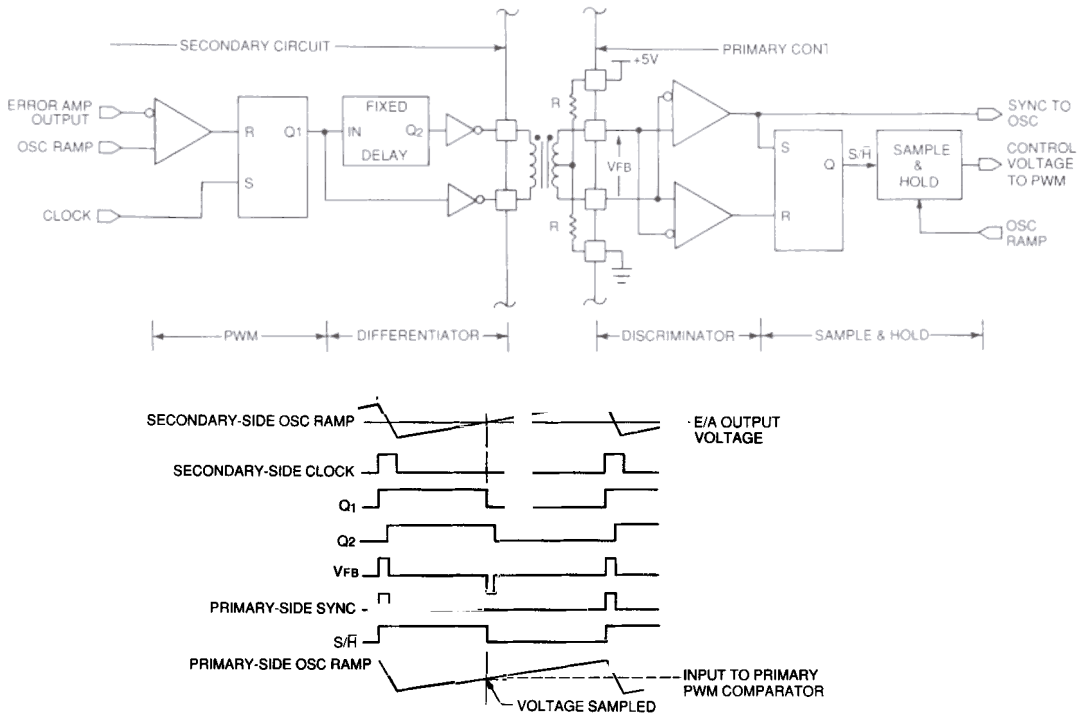 SECONDARY CIRCUIT
PRIMARY CONT
+5V
ERROR AMP
OUTPUT
OSC RAMP
CLOCK
R
Q1
S
FIXED
IN
Q2
DELAY
R
VFB
R
S
Q
R
S/H̅
SAMPLE
&
HOLD
SYNC TO
OSC
CONTROL
VOLTAGE
TO PWM
OSC
RAMP
PWM
DIFFERENTIATOR
DISCRIMINATOR
SAMPLE & HOLD
SECONDARY-SIDE OSC RAMP
E/A OUTPUT
VOLTAGE
SECONDARY-SIDE CLOCK
Q1
Q2
VFB
PRIMARY-SIDE SYNC
S/H̅
PRIMARY-SIDE OSC RAMP
INPUT TO PRIMARY
PWM COMPARATOR
VOLTAGE SAMPLED